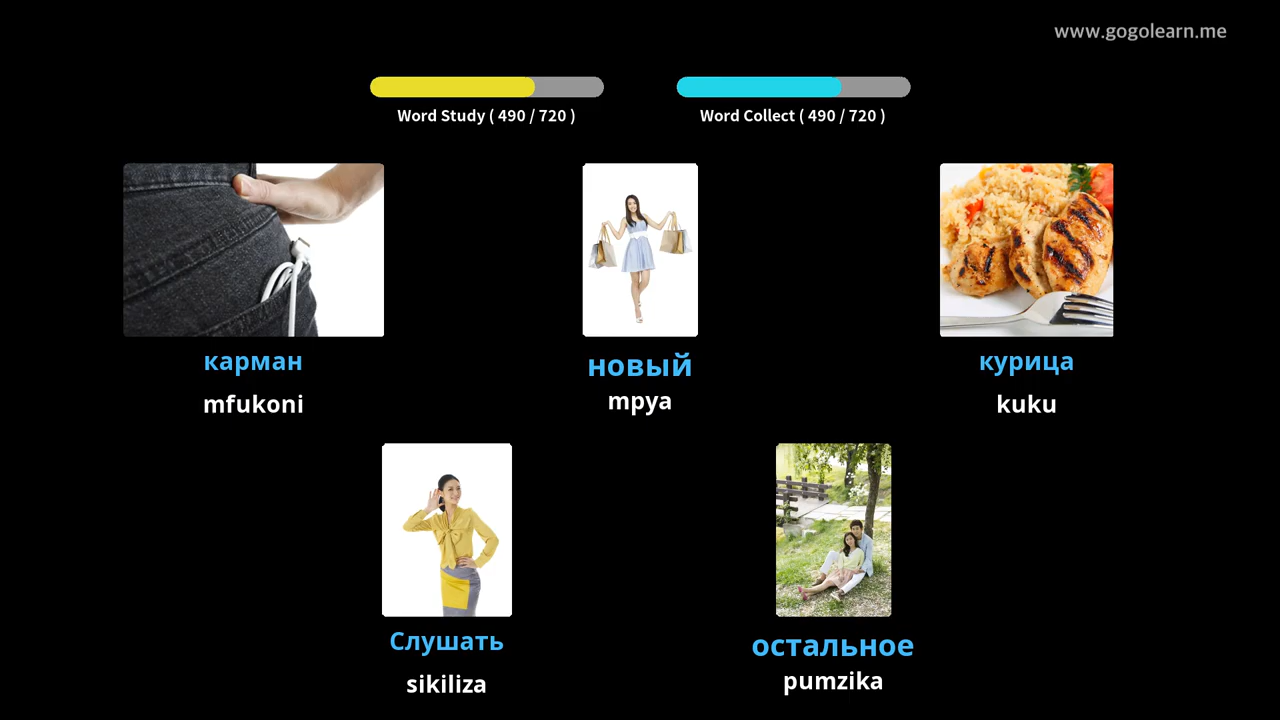 www.gogolearn.me
Word Study ( 490 / 720 )
Word Collect ( 490 / 720 )
карман
mfukoni
новый
mpya
курица
kuku
Слушать
sikiliza
остальное
pumzika